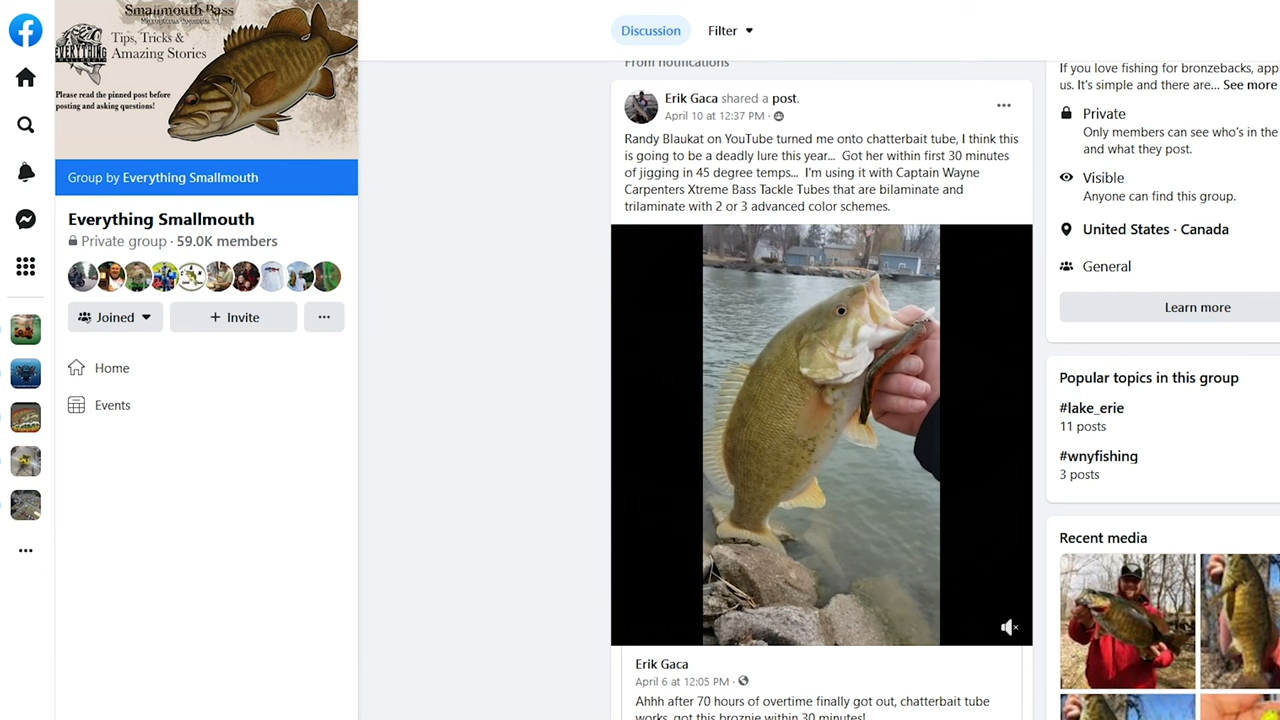 Smallmouth Bass
Tips, Tricks &
Amazing Stories
EVERYTHING
Please read the pinned post before
posting and asking questions!
Group by Everything Smallmouth
Everything Smallmouth
Private group · 59.0K members
Joined
+ Invite
Home
Events
Discussion
Filter
From notifications
Erik Gaca shared a post.
April 10 at 12:37 PM ·
Randy Blaukat on YouTube turned me onto chatterbait tube, I think this
is going to be a deadly lure this year... Got her within first 30 minutes
of jigging in 45 degree temps... I'm using it with Captain Wayne
Carpenters Xtreme Bass Tackle Tubes that are bilaminate and
trilaminate with 2 or 3 advanced color schemes.
Erik Gaca
April 6 at 12:05 PM ·
Ahhh after 70 hours of overtime finally got out, chatterbait tube
works, got this broznie within 30 minutes!
If you love fishing for bronzebacks, app
us. It's simple and there are... See more
Private
Only members can see who's in the
and what they post.
Visible
Anyone can find this group.
United States · Canada
General
Learn more
Popular topics in this group
#lake_erie
11 posts
#wnyfishing
3 posts
Recent media